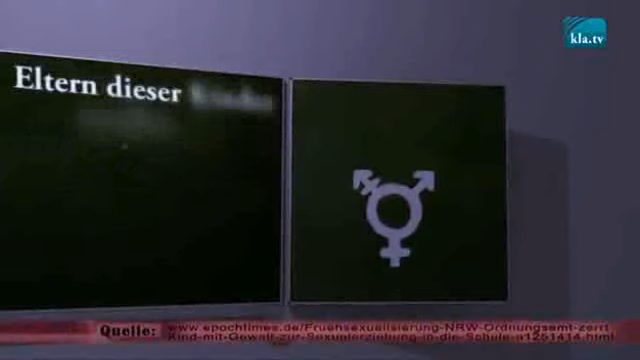 kla.tv
Eltern dieser
Quelle: www.epochtimes.de/Fruehsexualisierung-NRW-Ordnungsamt-zerrt
Kind-mit-Gewalt-zur-Sexualerziehung-in-die-Schule-a1251414.html